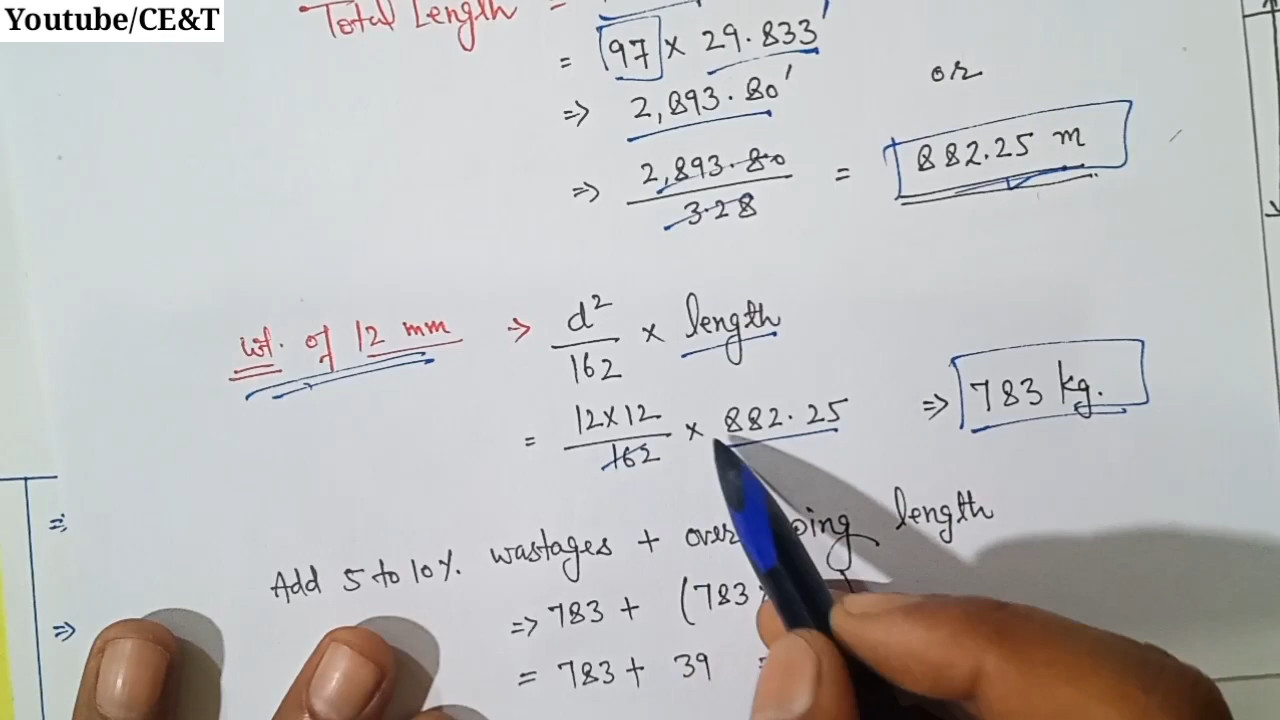 Youtube/CE&T
Total Length =
= 97 × 29.833'
=> 2,893.80' or
=> 2,893.80 / 3.28 = 882.25 m
wt. of 12 mm → d² / 162 × length
= 12×12 / 162 × 882.25 => 783 kg.
=>
Add 5 to 10%. wastages + length
=> => 783 + (783
= 783 + 39 =